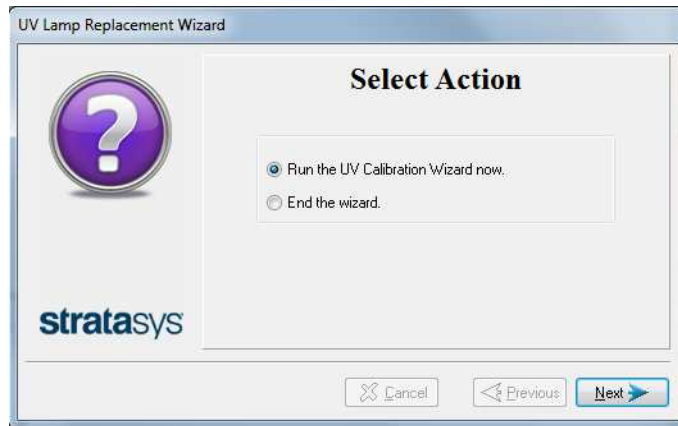 UV Lamp Replacement Wizard
Select Action
Run the UV Calibration Wizard now.
End the wizard.
stratasys
Cancel
Previous
Next